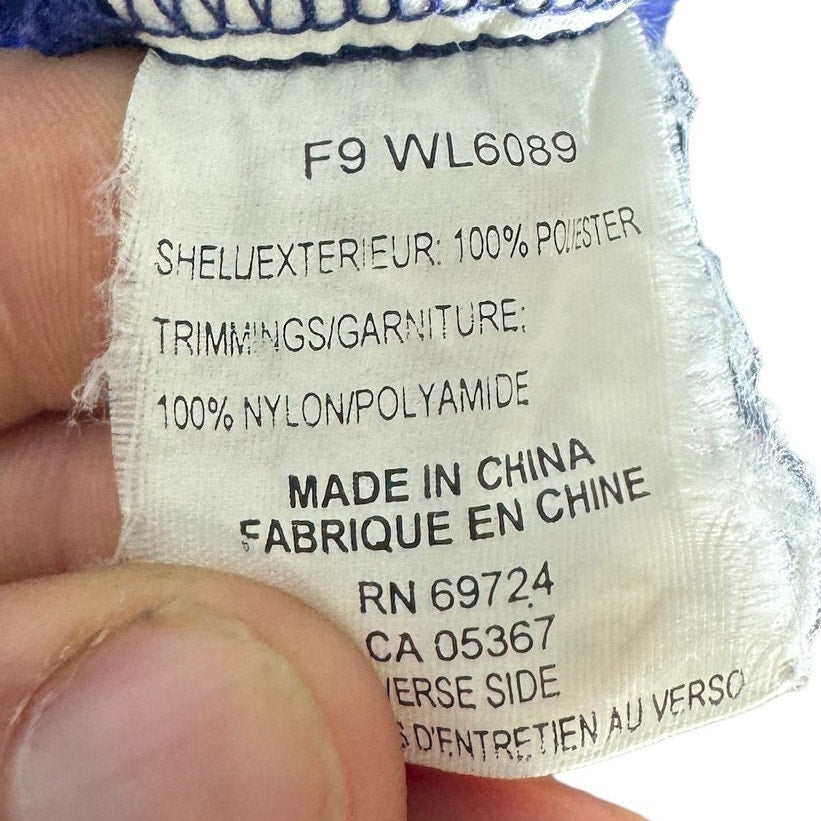 F9 WL6089
SHELL/EXTERIEUR: 100% POLYESTER
TRIMMINGS/GARNITURE:
100% NYLON/POLYAMIDE
MADE IN CHINA
FABRIQUE EN CHINE
RN 69724
CA 05367
SIDE
D'ENTRETIEN AU VERSO